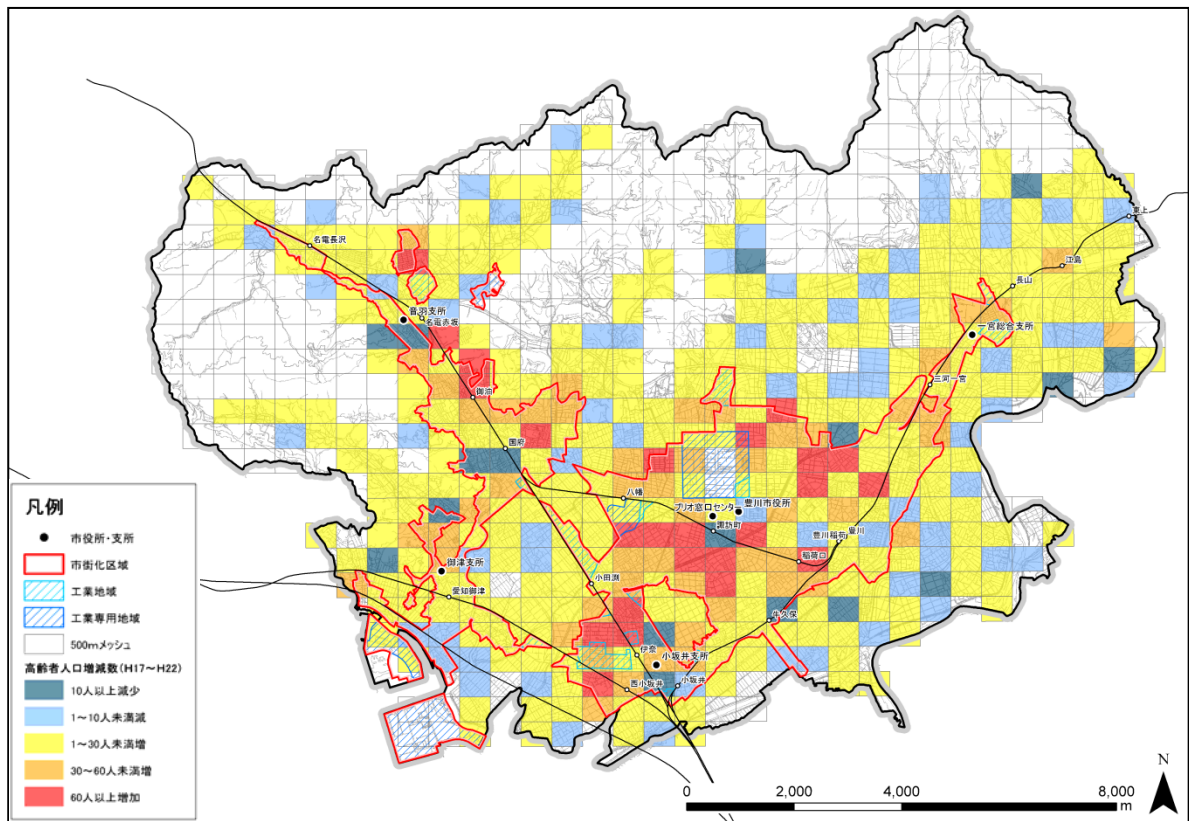 東上
名電長沢
江島
長山
音羽支所
名電赤坂
一宮総合支所
三河一宮
御油
国府
八幡
プリオ窓口センター
豊川市役所
諏訪町
豊川稲荷
豊川
稲荷口
御津支所
愛知御津
小田渕
牛久保
伊奈
小坂井支所
西小坂井
小坂井
凡例
市役所・支所
市街化区域
工業地域
工業専用地域
500mメッシュ
高齢者人口増減数(H17～H22)
10人以上減少
1～10人未満減
1～30人未満増
30～60人未満増
60人以上増加
N
0 2,000 4,000 8,000
m